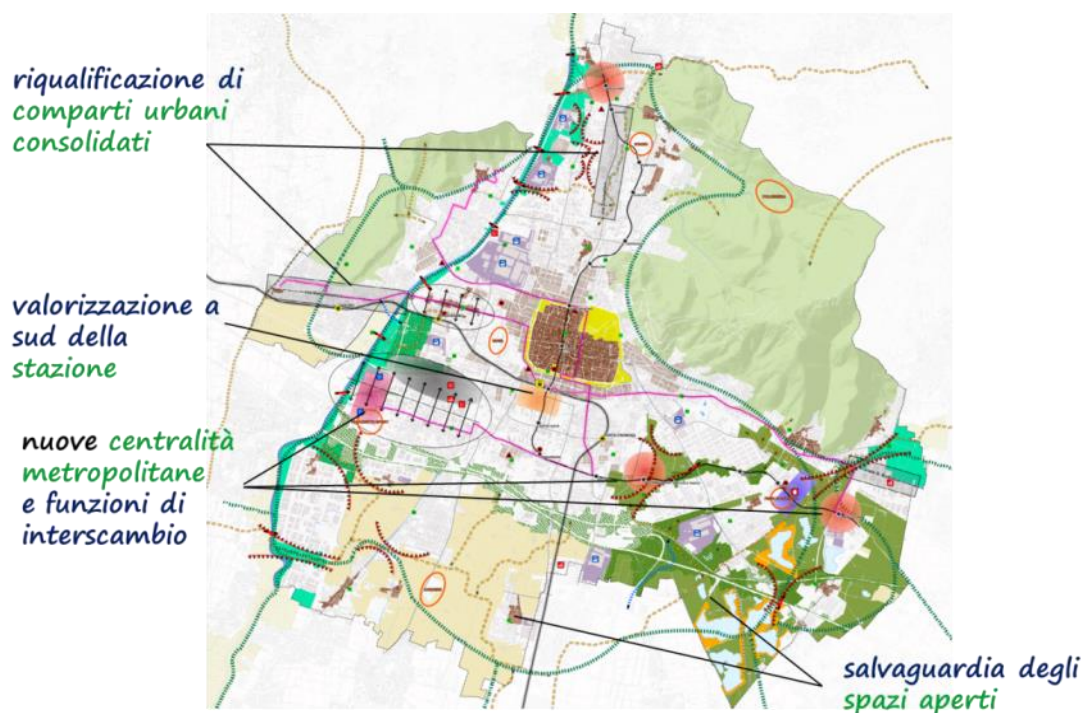 riqualificazione di
comparti urbani
consolidati
valorizzazione a
sud della
stazione
nuove centralità
metropolitane
e funzioni di
interscambio
salvaguardia degli
spazi aperti